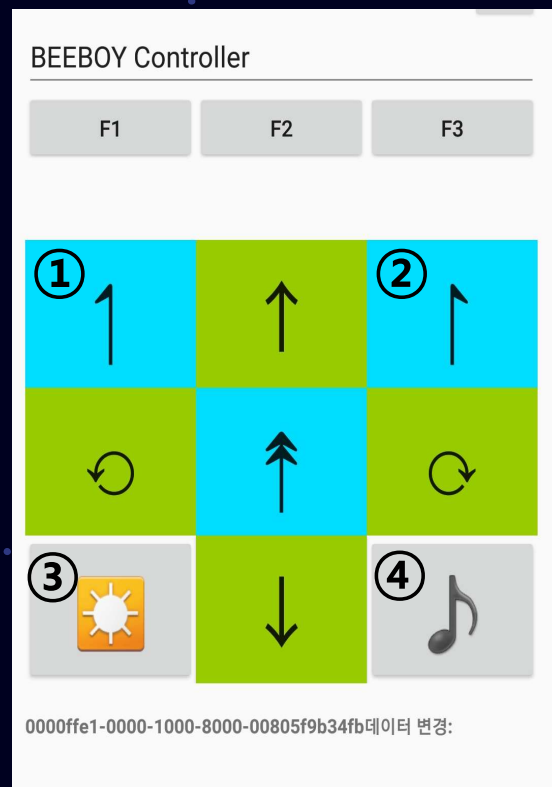 BEEBOY Controller
F1 F2 F3
① ↿ ↑ ② ↾
↺ ↟ ↻
③ ↓ ④ ♪
0000ffe1-0000-1000-8000-00805f9b34fb데이터 변경: